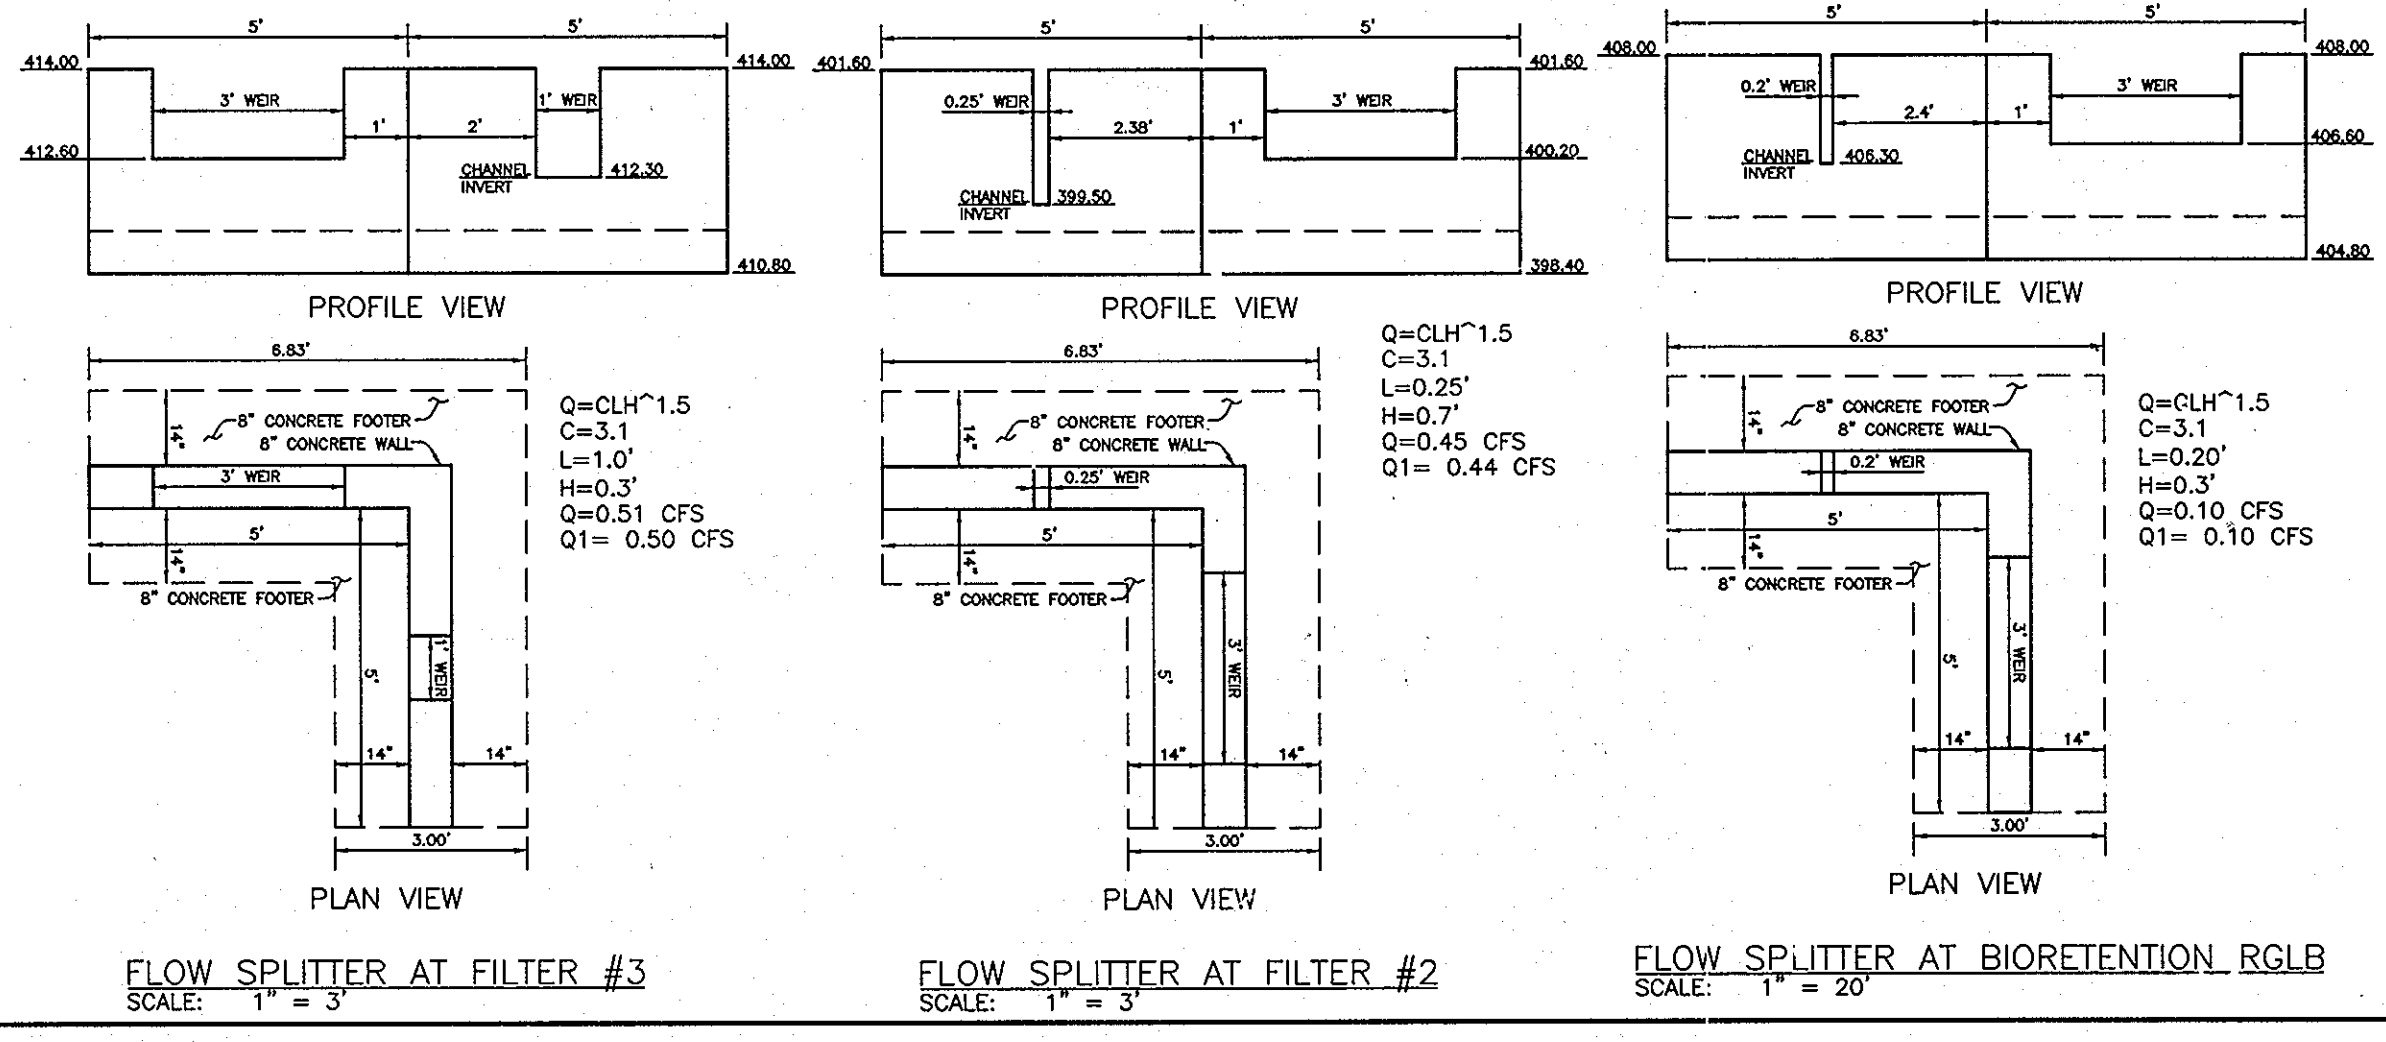 5'
5'
414.00
414.00
3' WEIR
1' WEIR
1'
2'
412.60
CHANNEL
INVERT
412.30
410.80
PROFILE VIEW
6.83'
14"
8" CONCRETE FOOTER
8" CONCRETE WALL
3' WEIR
5'
14"
8" CONCRETE FOOTER
1' WEIR
5'
14"
14"
3.00'
PLAN VIEW
Q=CLH^1.5
C=3.1
L=1.0'
H=0.3'
Q=0.51 CFS
Q1= 0.50 CFS
FLOW SPLITTER AT FILTER #3
SCALE: 1" = 3'
5'
5'
401.60
401.60
0.25' WEIR
3' WEIR
2.38'
1'
400.20
CHANNEL
INVERT
399.50
398.40
PROFILE VIEW
6.83'
14"
8" CONCRETE FOOTER
8" CONCRETE WALL
0.25' WEIR
5'
14"
8" CONCRETE FOOTER
3' WEIR
5'
14"
14"
3.00'
PLAN VIEW
Q=CLH^1.5
C=3.1
L=0.25'
H=0.7'
Q=0.45 CFS
Q1= 0.44 CFS
FLOW SPLITTER AT FILTER #2
SCALE: 1" = 3'
5'
5'
408.00
408.00
0.2' WEIR
3' WEIR
2.4'
1'
406.60
CHANNEL
INVERT
406.30
404.80
PROFILE VIEW
6.83'
14"
8" CONCRETE FOOTER
8" CONCRETE WALL
0.2' WEIR
5'
14"
8" CONCRETE FOOTER
3' WEIR
5'
14"
14"
3.00'
PLAN VIEW
Q=CLH^1.5
C=3.1
L=0.20'
H=0.3'
Q=0.10 CFS
Q1= 0.10 CFS
FLOW SPLITTER AT BIORETENTION RGLB
SCALE: 1" = 20'